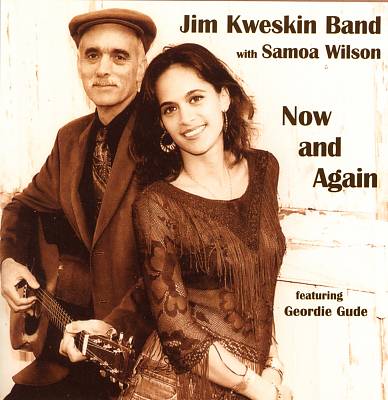 Jim Kweskin Band
with Samoa Wilson
Now
and
Again
featuring
Geordie Gude